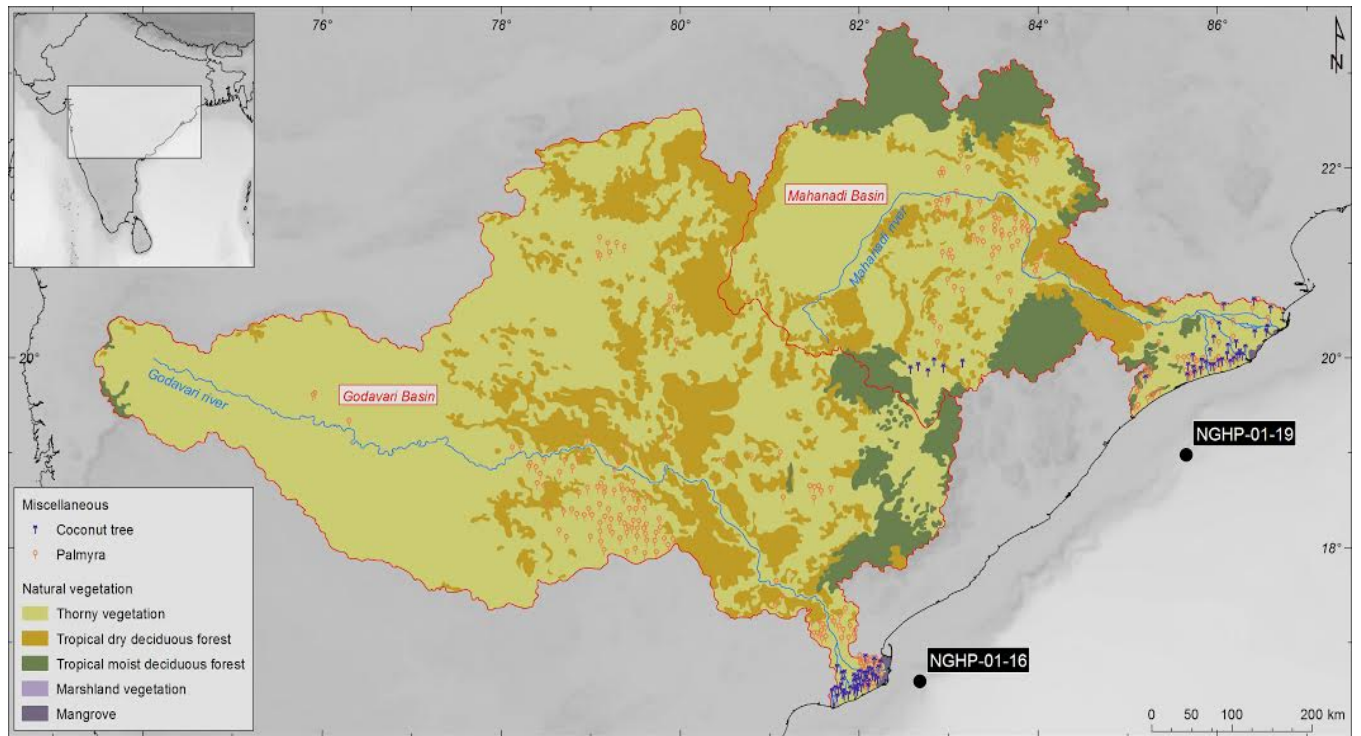 76°
78°
80°
82°
84°
86°
N
22°
20°
18°
Mahanadi Basin
Mahanadi river
Godavari river
Godavari Basin
NGHP-01-19
NGHP-01-16
Miscellaneous
Coconut tree
Palmyra
Natural vegetation
Thorny vegetation
Tropical dry deciduous forest
Tropical moist deciduous forest
Marshland vegetation
Mangrove
0 50 100 200 km